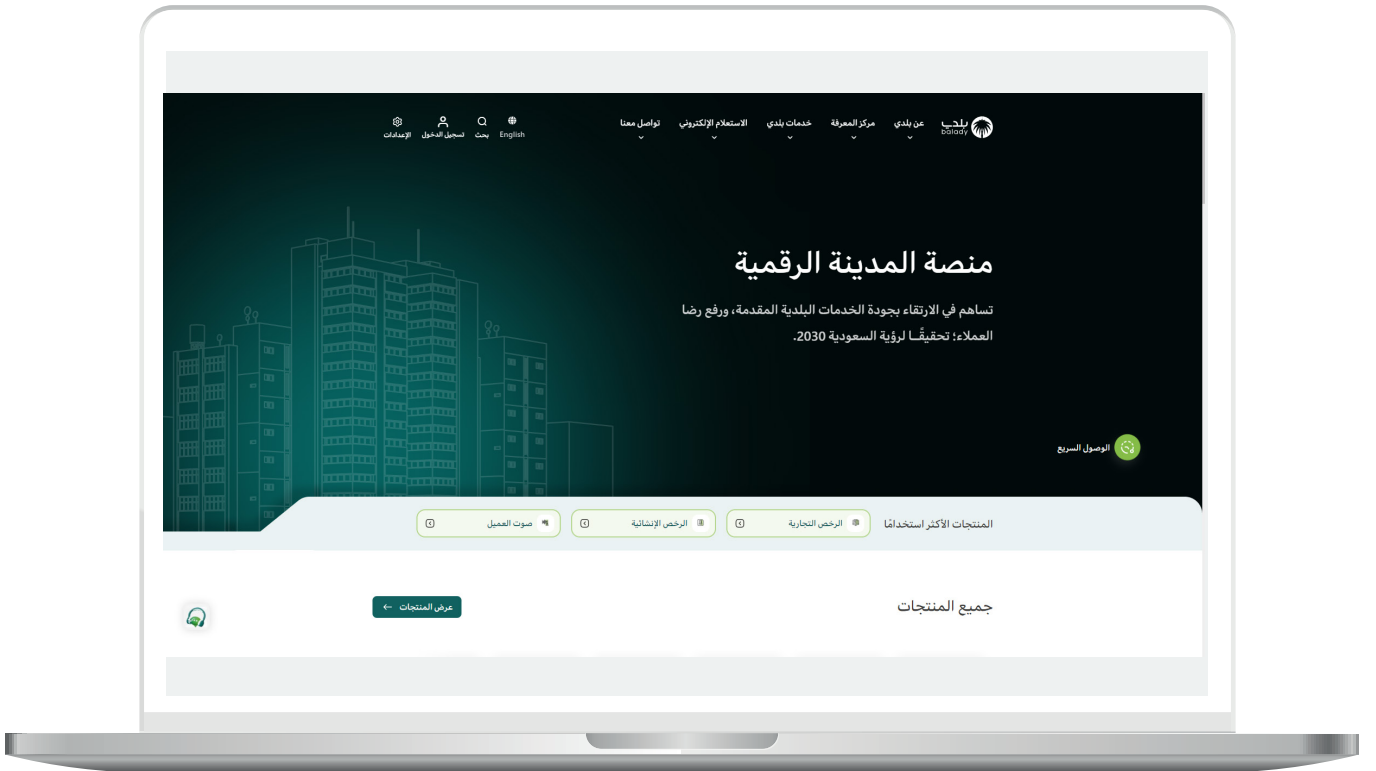 بلدي
balady
عن بلدي
مركز المعرفة
خدمات بلدي
الاستعلام الإلكتروني
تواصل معنا
English
بحث
تسجيل الدخول
الإعدادات
منصة المدينة الرقمية
تساهم في الارتقاء بجودة الخدمات البلدية المقدمة، ورفع رضا
العملاء؛ تحقيقًـا لرؤية السعودية 2030.
الوصول السريع
المنتجات الأكثر استخدامًا
الرخص التجارية
الرخص الإنشائية
صوت العميل
جميع المنتجات
عرض المنتجات